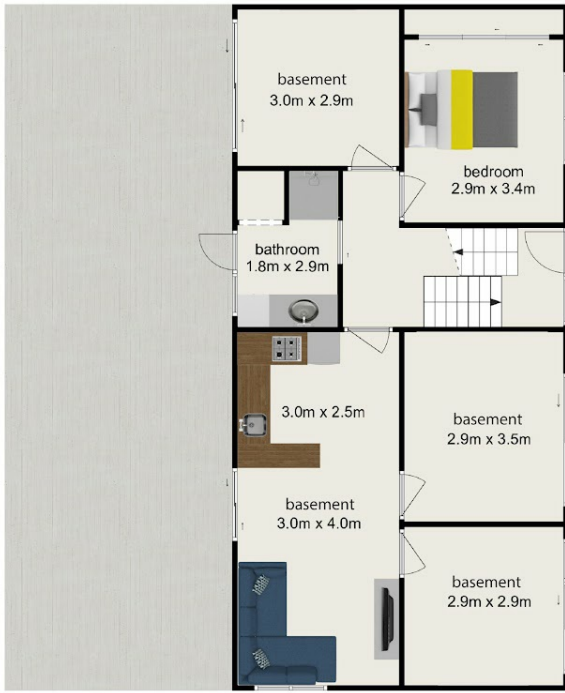 basement
3.0m x 2.9m
bedroom
2.9m x 3.4m
bathroom
1.8m x 2.9m
3.0m x 2.5m
basement
2.9m x 3.5m
basement
3.0m x 4.0m
basement
2.9m x 2.9m